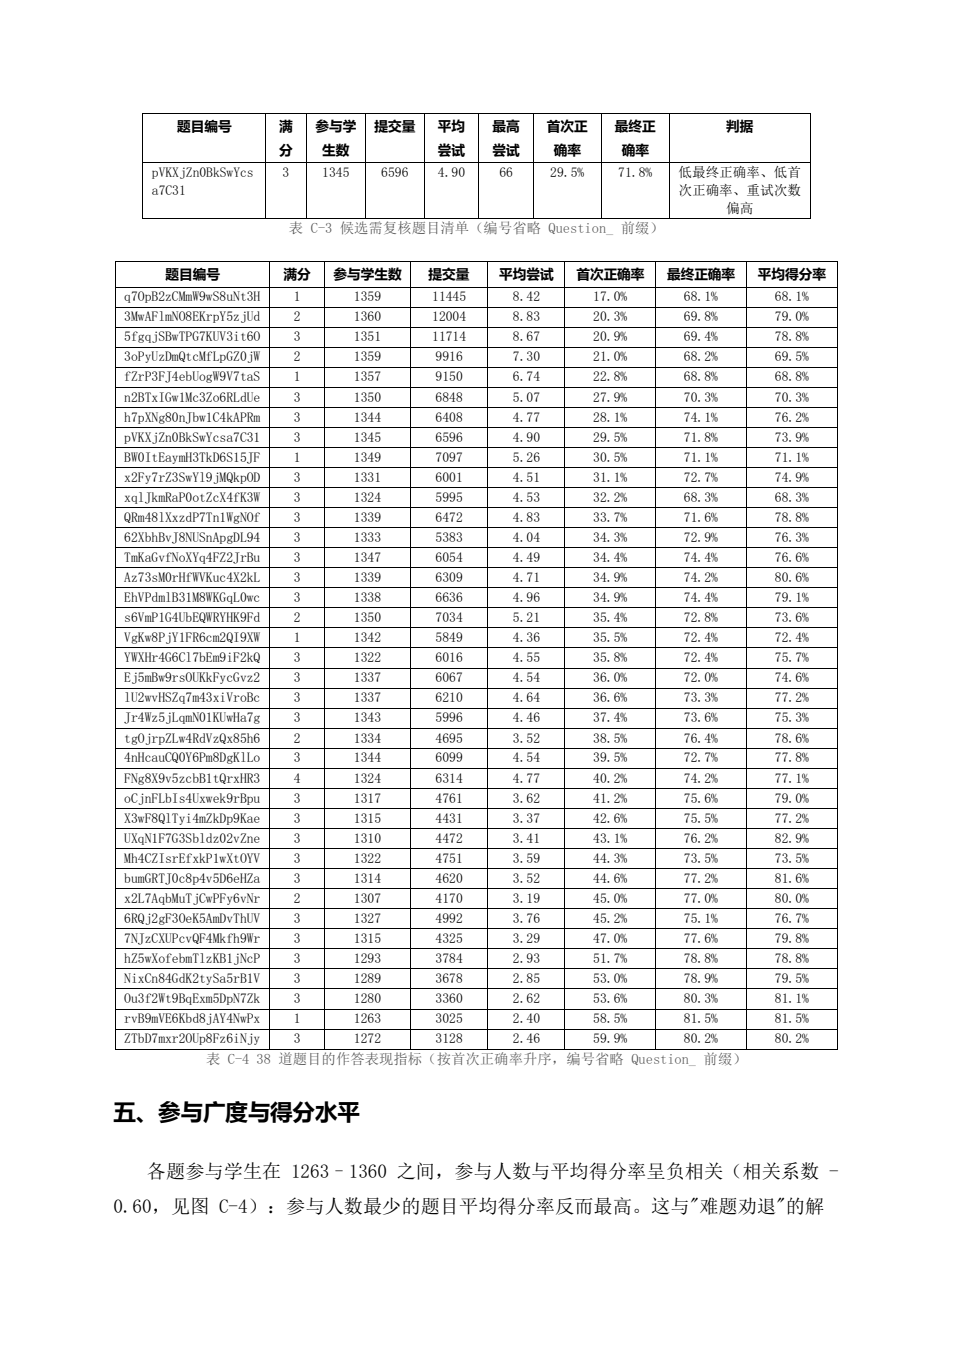 题目编号 满分 参与学生数 提交量 平均尝试 最高尝试 首次正确率 最终正确率 判据
pVKXjZnOBkSwYcsa7C31 3 1345 6596 4.90 66 29.5% 71.8% 低最终正确率、低首次正确率、重试次数偏高
表 C-3 候选需复核题目清单（编号省略 Question_ 前缀）
题目编号 满分 参与学生数 提交量 平均尝试 首次正确率 最终正确率 平均得分率
q7OpB2zCMmW9wS8uNt3H 1 1359 11445 8.42 17.0% 68.1% 68.1%
3MwAFlmNO8EKrpY5zjUd 2 1360 12004 8.83 20.3% 69.8% 79.0%
5fgqjSBwTPG7KUV3it6O 3 1351 11714 8.67 20.9% 69.4% 78.8%
3oPyUzDmQtcMfLpGZOjW 2 1359 9916 7.30 21.0% 68.2% 69.5%
fZrP3FJ4ebUogW9V7taS 1 1357 9150 6.74 22.8% 68.8% 68.8%
n2BTxIGw1Mc3Zo6RLdUe 3 1350 6848 5.07 27.9% 70.3% 70.3%
h7pXNg80nJbw1C4kAPRm 3 1344 6408 4.77 28.1% 74.1% 76.2%
pVKXjZnOBkSwYcsa7C31 3 1345 6596 4.90 29.5% 71.8% 73.9%
BWOItEaymH3TkD6S15JF 1 1349 7097 5.26 30.5% 71.1% 71.1%
x2Fy7rZ3SwYl9jMQkpOD 3 1331 6001 4.51 31.1% 72.7% 74.9%
xqlJkmRaPOotZcX4fK3W 3 1324 5995 4.53 32.2% 68.3% 68.3%
QRm48lXxzdP7Tn1WgNOf 3 1339 6472 4.83 33.7% 71.6% 78.8%
62XbhBvJ8NUSnApgDL94 3 1333 5383 4.04 34.3% 72.9% 76.3%
TmKaGvfNoXYq4FZ2JrBu 3 1347 6054 4.49 34.4% 74.4% 76.6%
Az73sMOrHfWVKuc4X2kL 3 1339 6309 4.71 34.9% 74.2% 80.6%
EhVPdmlB31M8WKGqLOwc 3 1338 6636 4.96 34.9% 74.4% 79.1%
s6VmP1G4UbEQWRYHK9Fd 2 1350 7034 5.21 35.4% 72.8% 73.6%
VgKw8PjY1FR6cm2QI9XW 1 1342 5849 4.36 35.5% 72.4% 72.4%
YWXHr4G6Cl7bEm9iF2kQ 3 1322 6016 4.55 35.8% 72.4% 75.7%
Ej5mBw9rsOUKkFycGvz2 3 1337 6067 4.54 36.0% 72.0% 74.6%
lU2wvHSZq7m43xiVroBc 3 1337 6210 4.64 36.6% 73.3% 77.2%
Jr4Wz5jLqmNO1KUwHa7g 3 1343 5996 4.46 37.4% 73.6% 75.3%
tgOjrpZLw4RdVzQx85h6 2 1334 4695 3.52 38.5% 76.4% 78.6%
4nHcauCQOY6Pm8DgKlLo 3 1344 6099 4.54 39.5% 72.7% 77.8%
FNg8X9v5zcbB1tQrxHR3 4 1324 6314 4.77 40.2% 74.2% 77.1%
oCjnFLbIs4Uxwek9rBpu 3 1317 4761 3.62 41.2% 75.6% 79.0%
X3wF8QlTyi4mZkDp9Kae 3 1315 4431 3.37 42.6% 75.5% 77.2%
UXqN1F7G3Sbldz02vZne 3 1310 4472 3.41 43.1% 76.2% 82.9%
Mh4CZIsrEfxkP1wXtOYV 3 1322 4751 3.59 44.3% 73.5% 73.5%
bumGRTJ0c8p4v5D6eHZa 3 1314 4620 3.52 44.6% 77.2% 81.6%
x2L7AqbMuTjCwPFy6vNr 2 1307 4170 3.19 45.0% 77.0% 80.0%
6RQj2gF3OeK5AmDvThUV 3 1327 4992 3.76 45.2% 75.1% 76.7%
7NJzCXUPcvQF4Mkfh9Wr 3 1315 4325 3.29 47.0% 77.6% 79.8%
hZ5wXofebmTlzKB1jNcP 3 1293 3784 2.93 51.7% 78.8% 78.8%
NixCn84GdK2tySa5rB1V 3 1289 3678 2.85 53.0% 78.9% 79.5%
Ou3f2Wt9BqExm5DpN7Zk 3 1280 3360 2.62 53.6% 80.3% 81.1%
rvB9mVE6Kbd8jAY4NwPx 1 1263 3025 2.40 58.5% 81.5% 81.5%
ZTbD7mxr2OUp8Fz6iNjy 3 1272 3128 2.46 59.9% 80.2% 80.2%
表 C-4 38 道题目的作答表现指标（按首次正确率升序，编号省略 Question_ 前缀）
五、参与广度与得分水平
各题参与学生在 1263–1360 之间，参与人数与平均得分率呈负相关（相关系数 -
0.60，见图 C-4）：参与人数最少的题目平均得分率反而最高。这与"难题劝退"的解